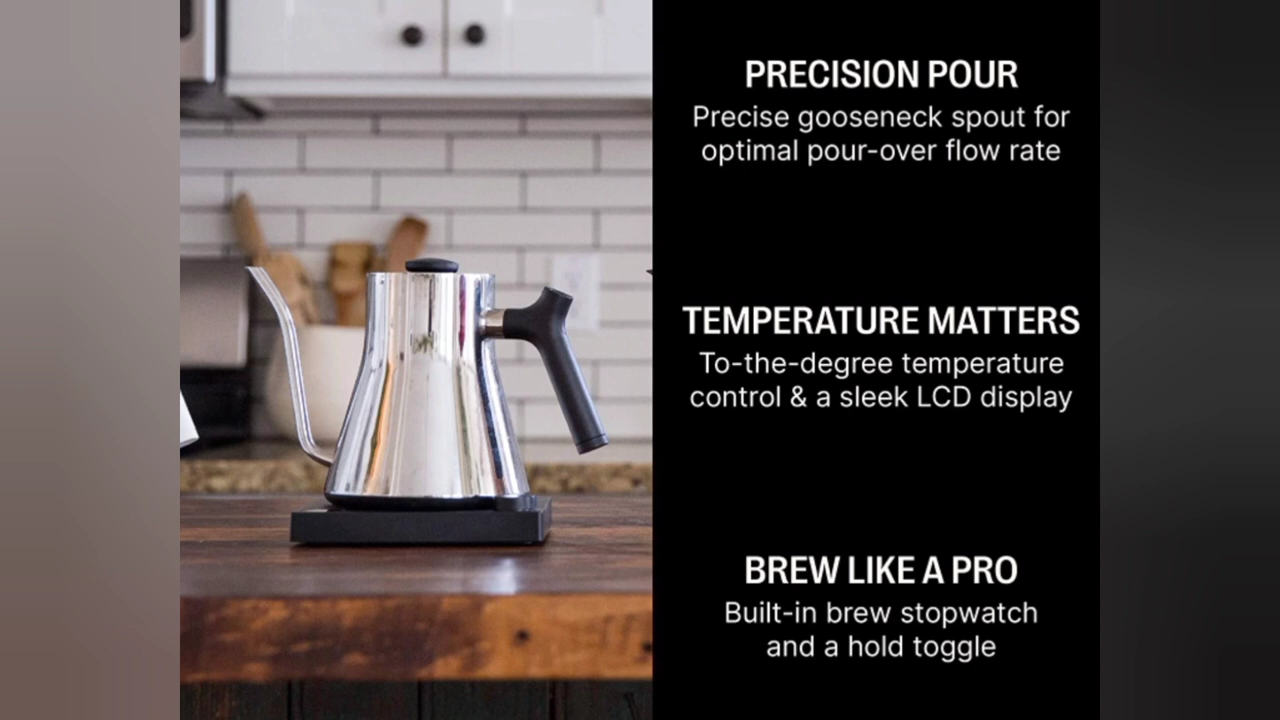 PRECISION POUR
Precise gooseneck spout for
optimal pour-over flow rate
TEMPERATURE MATTERS
To-the-degree temperature
control & a sleek LCD display
BREW LIKE A PRO
Built-in brew stopwatch
and a hold toggle